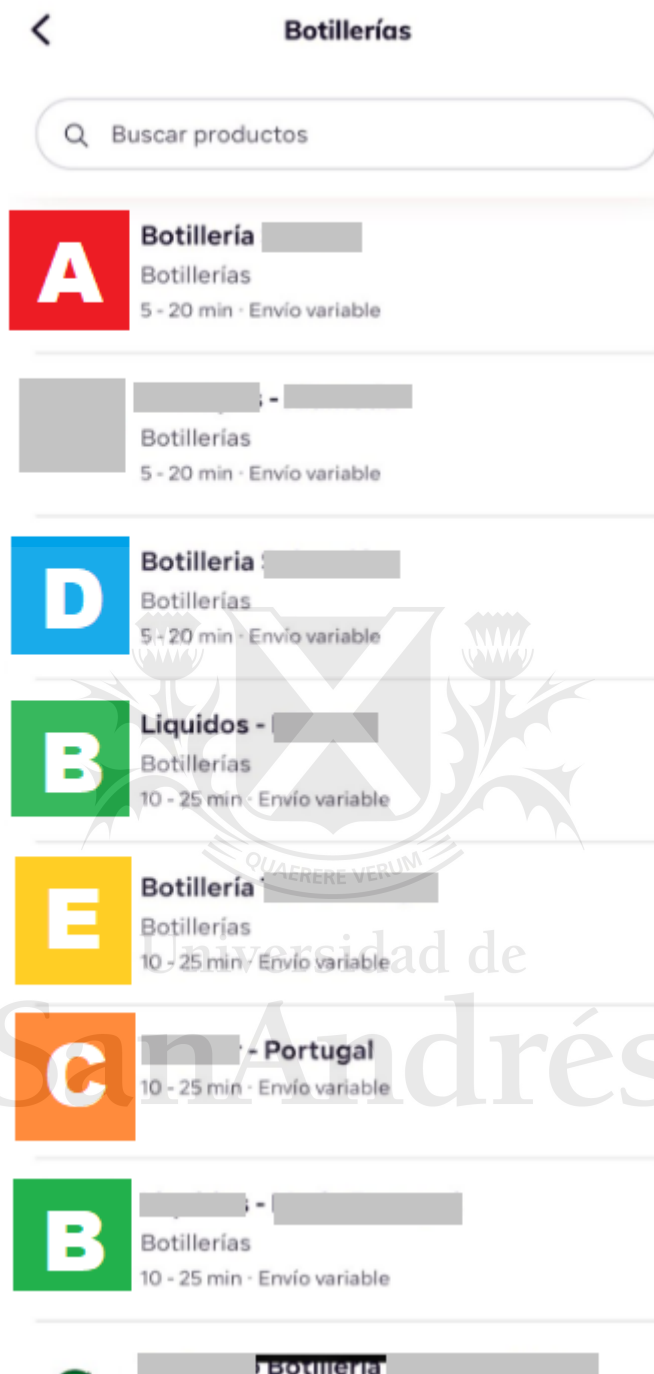 Botillerías
Buscar productos
A
Botillería
Botillerías
5 - 20 min · Envío variable
-
Botillerías
5 - 20 min · Envío variable
D
Botilleria
Botillerías
5 - 20 min · Envío variable
B
Liquidos -
Botillerías
10 - 25 min · Envío variable
QUAERERE VERUM
E
Botillería
Botillerías
10 - 25 min · Envío variable
Universidad de
SanAndrés
C
- Portugal
10 - 25 min · Envío variable
B
-
Botillerías
10 - 25 min · Envío variable
Botillería